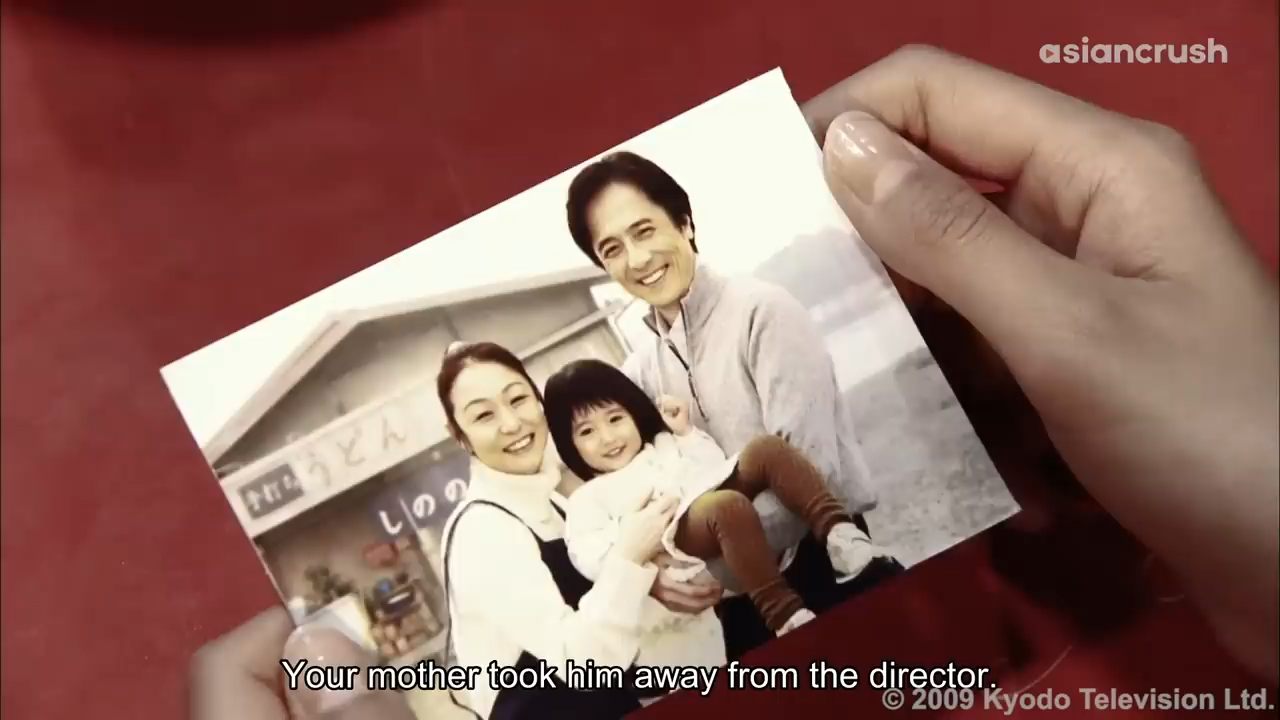 asiancrush
うどん
しのの
Your mother took him away from the director.
© 2009 Kyodo Television Ltd.